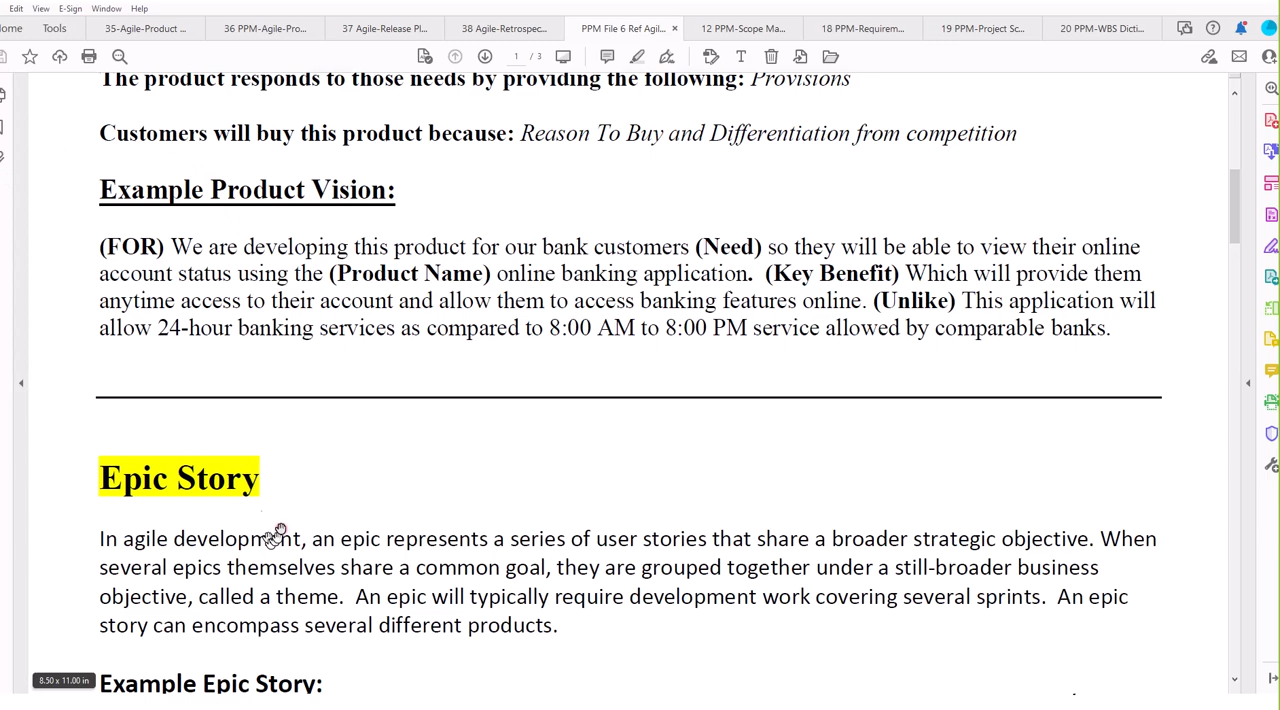 it View E-Sign Window Help
ome Tools 35-Agile-Product ... 36 PPM-Agile-Pro... 37 Agile-Release Pl... 38 Agile-Retrospec... PPM File 6 Ref Agil... × 12 PPM-Scope Ma... 18 PPM-Requirem... 19 PPM-Project Sc... 20 PPM-WBS Dicti...
1 / 3
The product responds to those needs by providing the following: Provisions
Customers will buy this product because: Reason To Buy and Differentiation from competition
Example Product Vision:
(FOR) We are developing this product for our bank customers (Need) so they will be able to view their online
account status using the (Product Name) online banking application. (Key Benefit) Which will provide them
anytime access to their account and allow them to access banking features online. (Unlike) This application will
allow 24-hour banking services as compared to 8:00 AM to 8:00 PM service allowed by comparable banks.
Epic Story
In agile development, an epic represents a series of user stories that share a broader strategic objective. When
several epics themselves share a common goal, they are grouped together under a still-broader business
objective, called a theme. An epic will typically require development work covering several sprints. An epic
story can encompass several different products.
8.50 x 11.00 in
Example Epic Story: